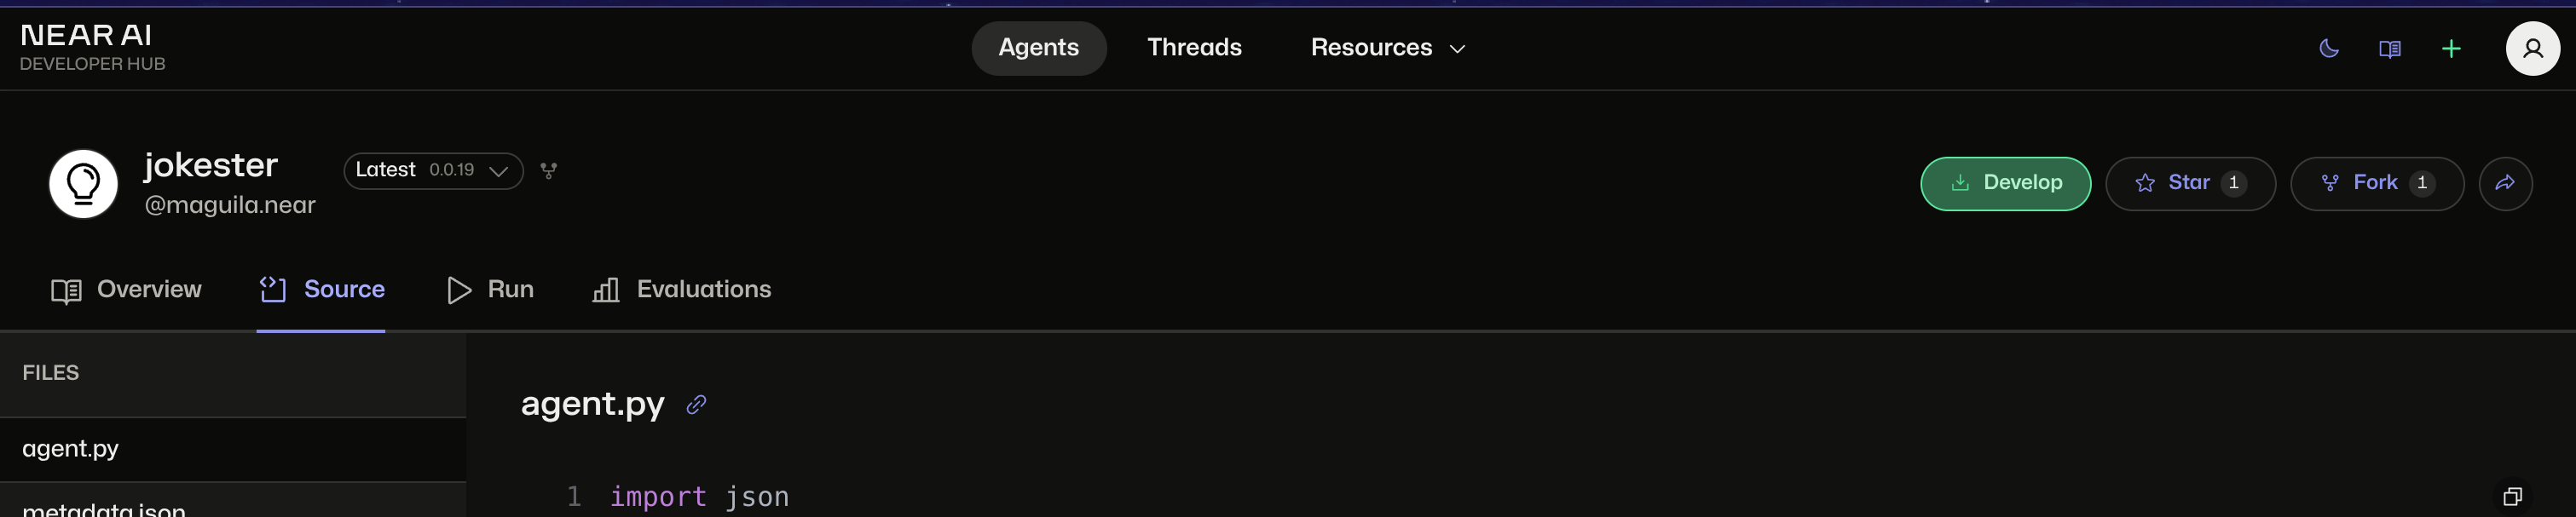 NEAR AI
DEVELOPER HUB
Agents
Threads
Resources
jokester
@maguila.near
Latest 0.0.19
Develop
Star 1
Fork 1
Overview
Source
Run
Evaluations
FILES
agent.py
metadata.json
agent.py
1 import json